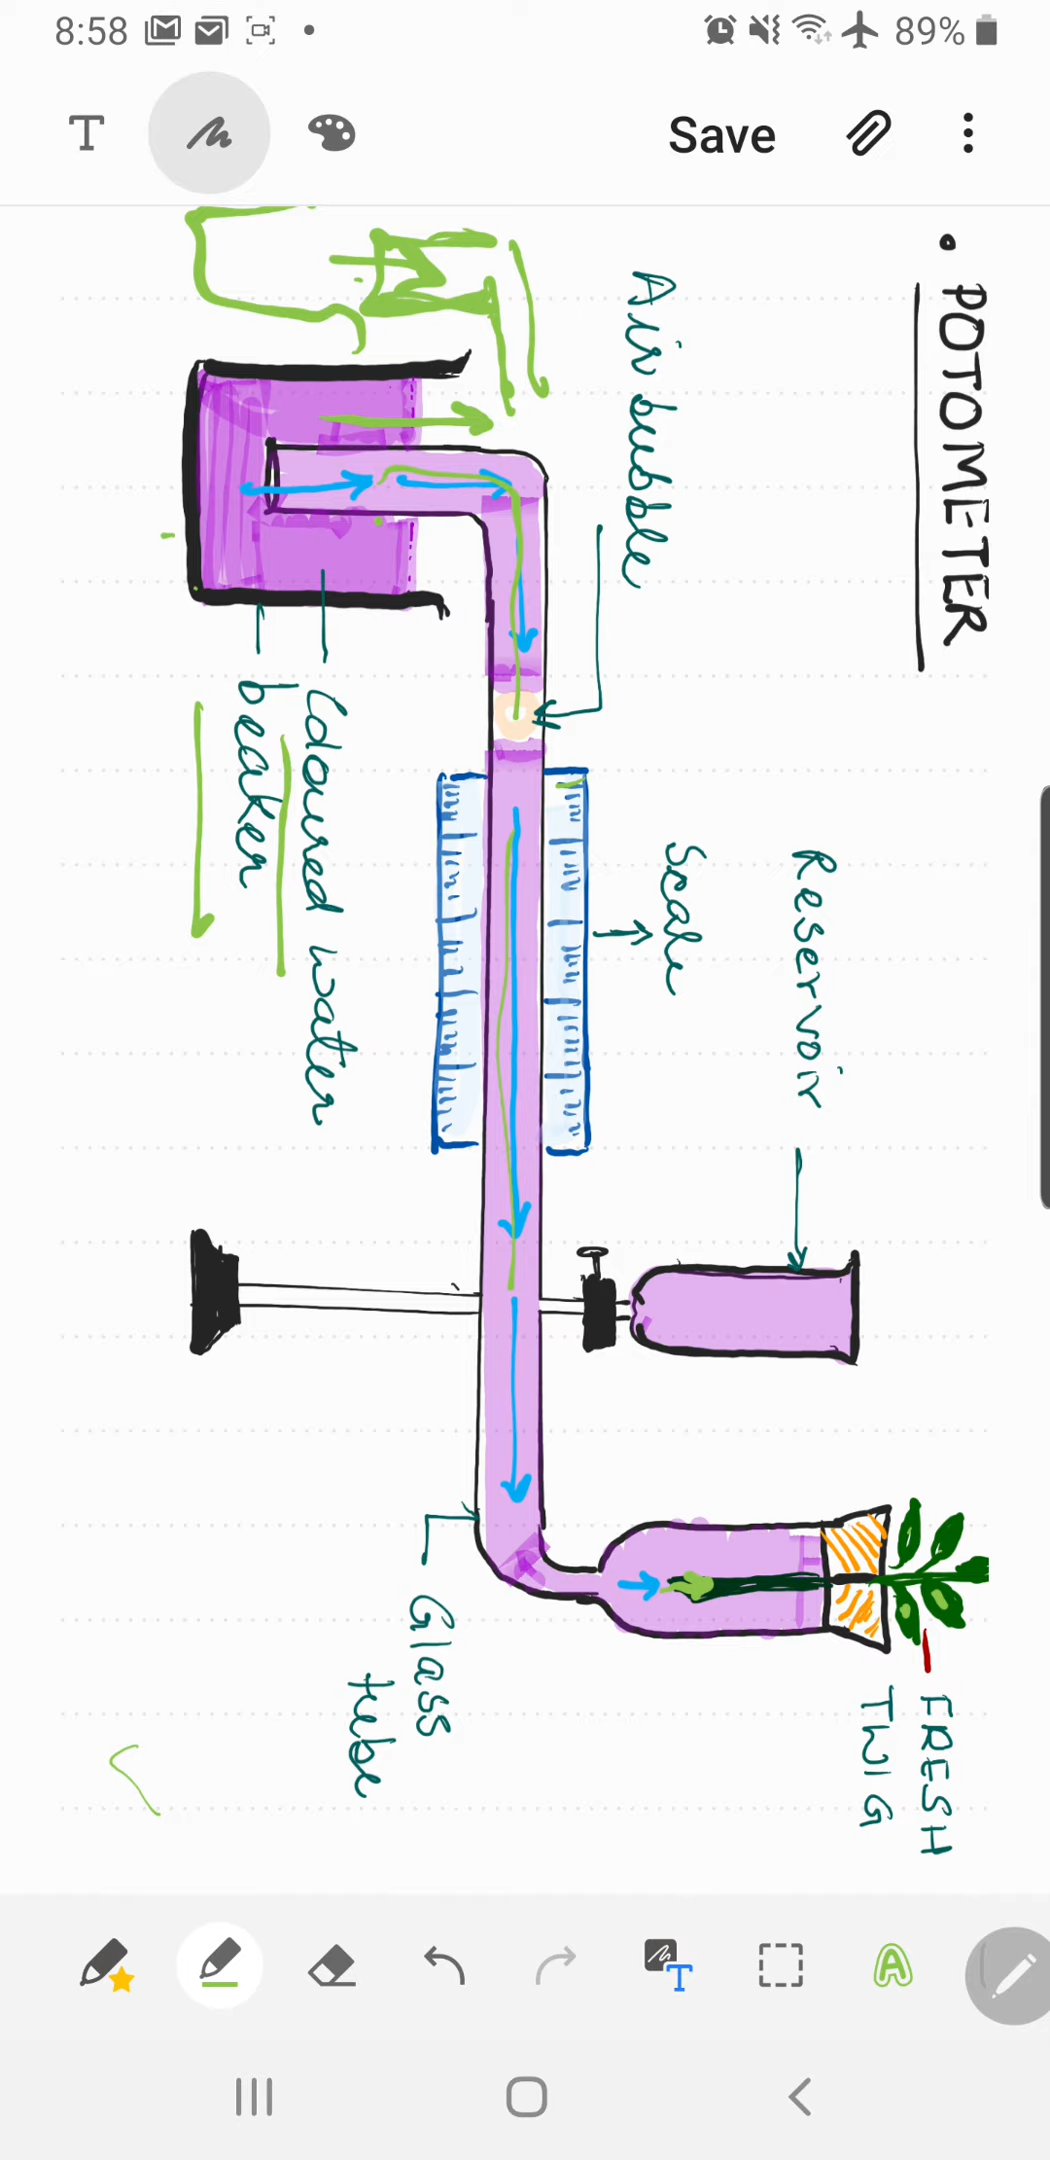 8:58
89%
T
Save
• POTOMETER
Air bubble
Scale
Reservoir
Coloured water
beaker
Glass
tube
FRESH
TWIG
T
A